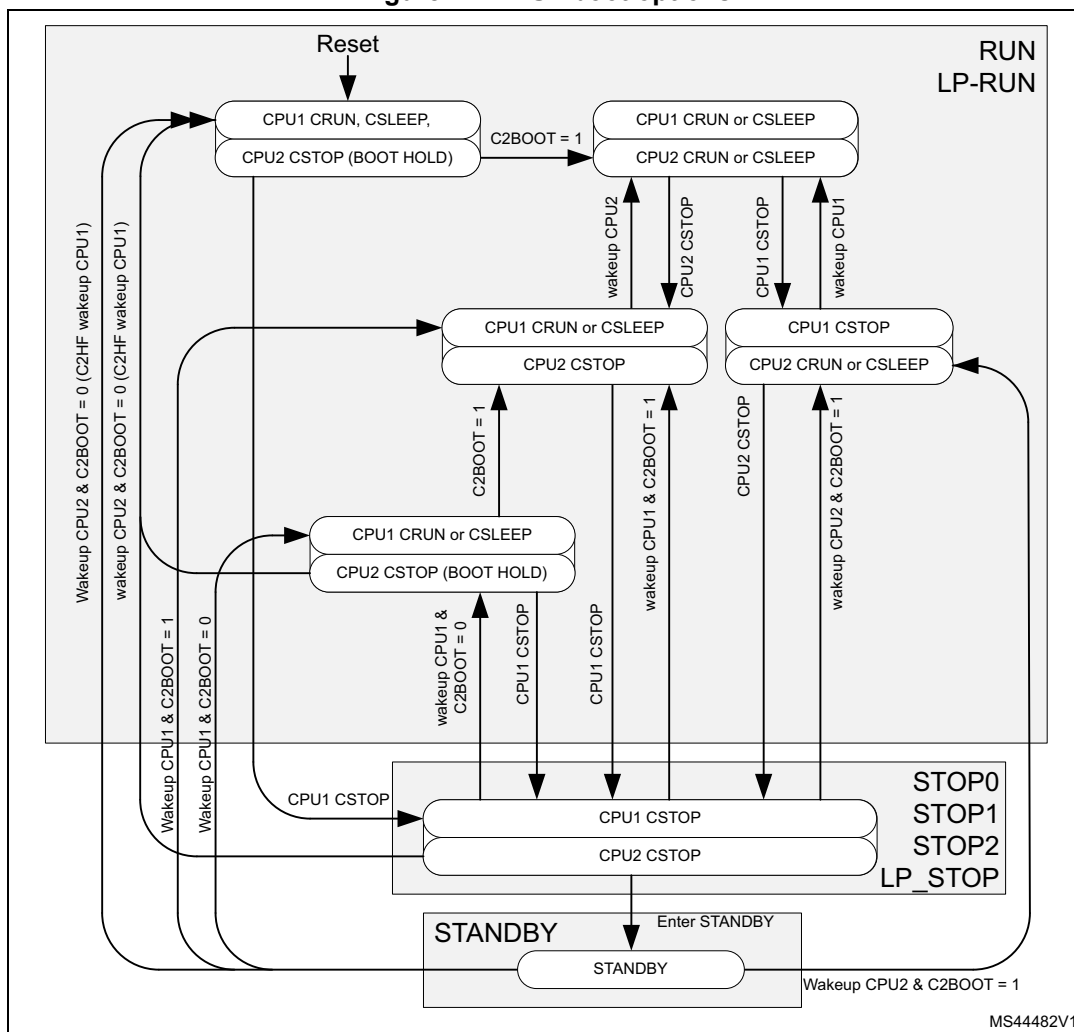 Reset
RUN
LP-RUN
CPU1 CRUN, CSLEEP,
CPU2 CSTOP (BOOT HOLD)
C2BOOT = 1
CPU1 CRUN or CSLEEP
CPU2 CRUN or CSLEEP
wakeup CPU2
CPU2 CSTOP
CPU1 CSTOP
wakeup CPU1
Wakeup CPU2 & C2BOOT = 0 (C2HF wakeup CPU1)
wakeup CPU2 & C2BOOT = 0 (C2HF wakeup CPU1)
CPU1 CRUN or CSLEEP
CPU2 CSTOP
CPU1 CSTOP
CPU2 CRUN or CSLEEP
C2BOOT = 1
wakeup CPU1 & C2BOOT = 1
CPU2 CSTOP
wakeup CPU2 & C2BOOT = 1
CPU1 CRUN or CSLEEP
CPU2 CSTOP (BOOT HOLD)
Wakeup CPU1 & C2BOOT = 1
Wakeup CPU1 & C2BOOT = 0
wakeup CPU1 &
C2BOOT = 0
CPU1 CSTOP
CPU1 CSTOP
CPU1 CSTOP
STOP0
STOP1
STOP2
LP_STOP
CPU1 CSTOP
CPU2 CSTOP
Enter STANDBY
STANDBY
STANDBY
Wakeup CPU2 & C2BOOT = 1
MS44482V1